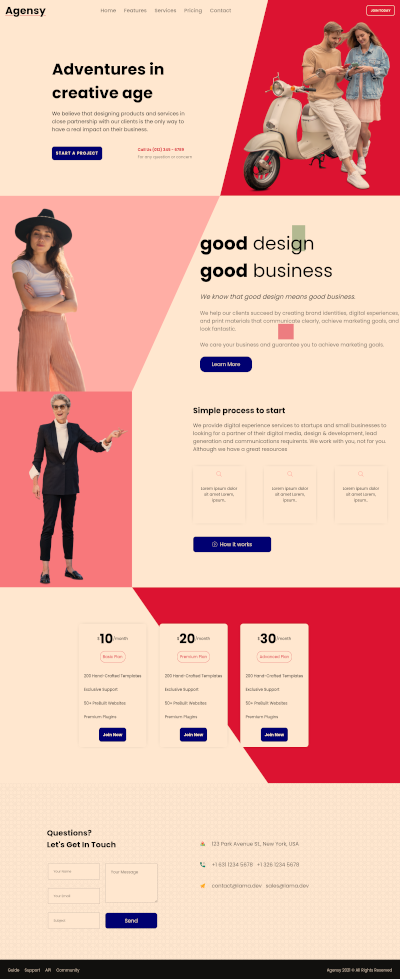 Agensy
Home Features Services Pricing Contact
JOIN TODAY
Adventures in
creative age
We believe that designing products and services in
close partnership with our clients is the only way to
have a real impact on their business.
START A PROJECT
Call Us (012) 345 - 6789
For any question or concern
good design
good business
We know that good design means good business.
We help our clients succeed by creating brand identities, digital experiences,
and print materials that communicate clearly, achieve marketing goals, and
look fantastic.
We care your business and guarantee you to achieve marketing goals.
Learn More
Simple process to start
We provide digital experience services to startups and small businesses to
looking for a partner of their digital media, design & development, lead
generation and communications requirents. We work with you, not for you.
Although we have a great resources
Lorem ipsum dolor
sit amet Lorem,
ipsum..
Lorem ipsum dolor
sit amet Lorem,
ipsum..
Lorem ipsum dolor
sit amet Lorem,
ipsum..
How it works
$10/month
Basic Plan
200 Hand-Crafted Templates
Exclusive Support
50+ Prebuilt Websites
Premium Plugins
Join Now
$20/month
Premium Plan
200 Hand-Crafted Templates
Exclusive Support
50+ Prebuilt Websites
Premium Plugins
Join Now
$30/month
Advanced Plan
200 Hand-Crafted Templates
Exclusive Support
50+ Prebuilt Websites
Premium Plugins
Join Now
Questions?
Let's Get In Touch
Your Name
Your Email
Subject
Your Message
Send
123 Park Avenue St., New York, USA
+1 631 1234 5678 +1 326 1234 5678
contact@lama.dev sales@lama.dev
Guide Support API Community
Agensy 2021 © All Rights Reserved